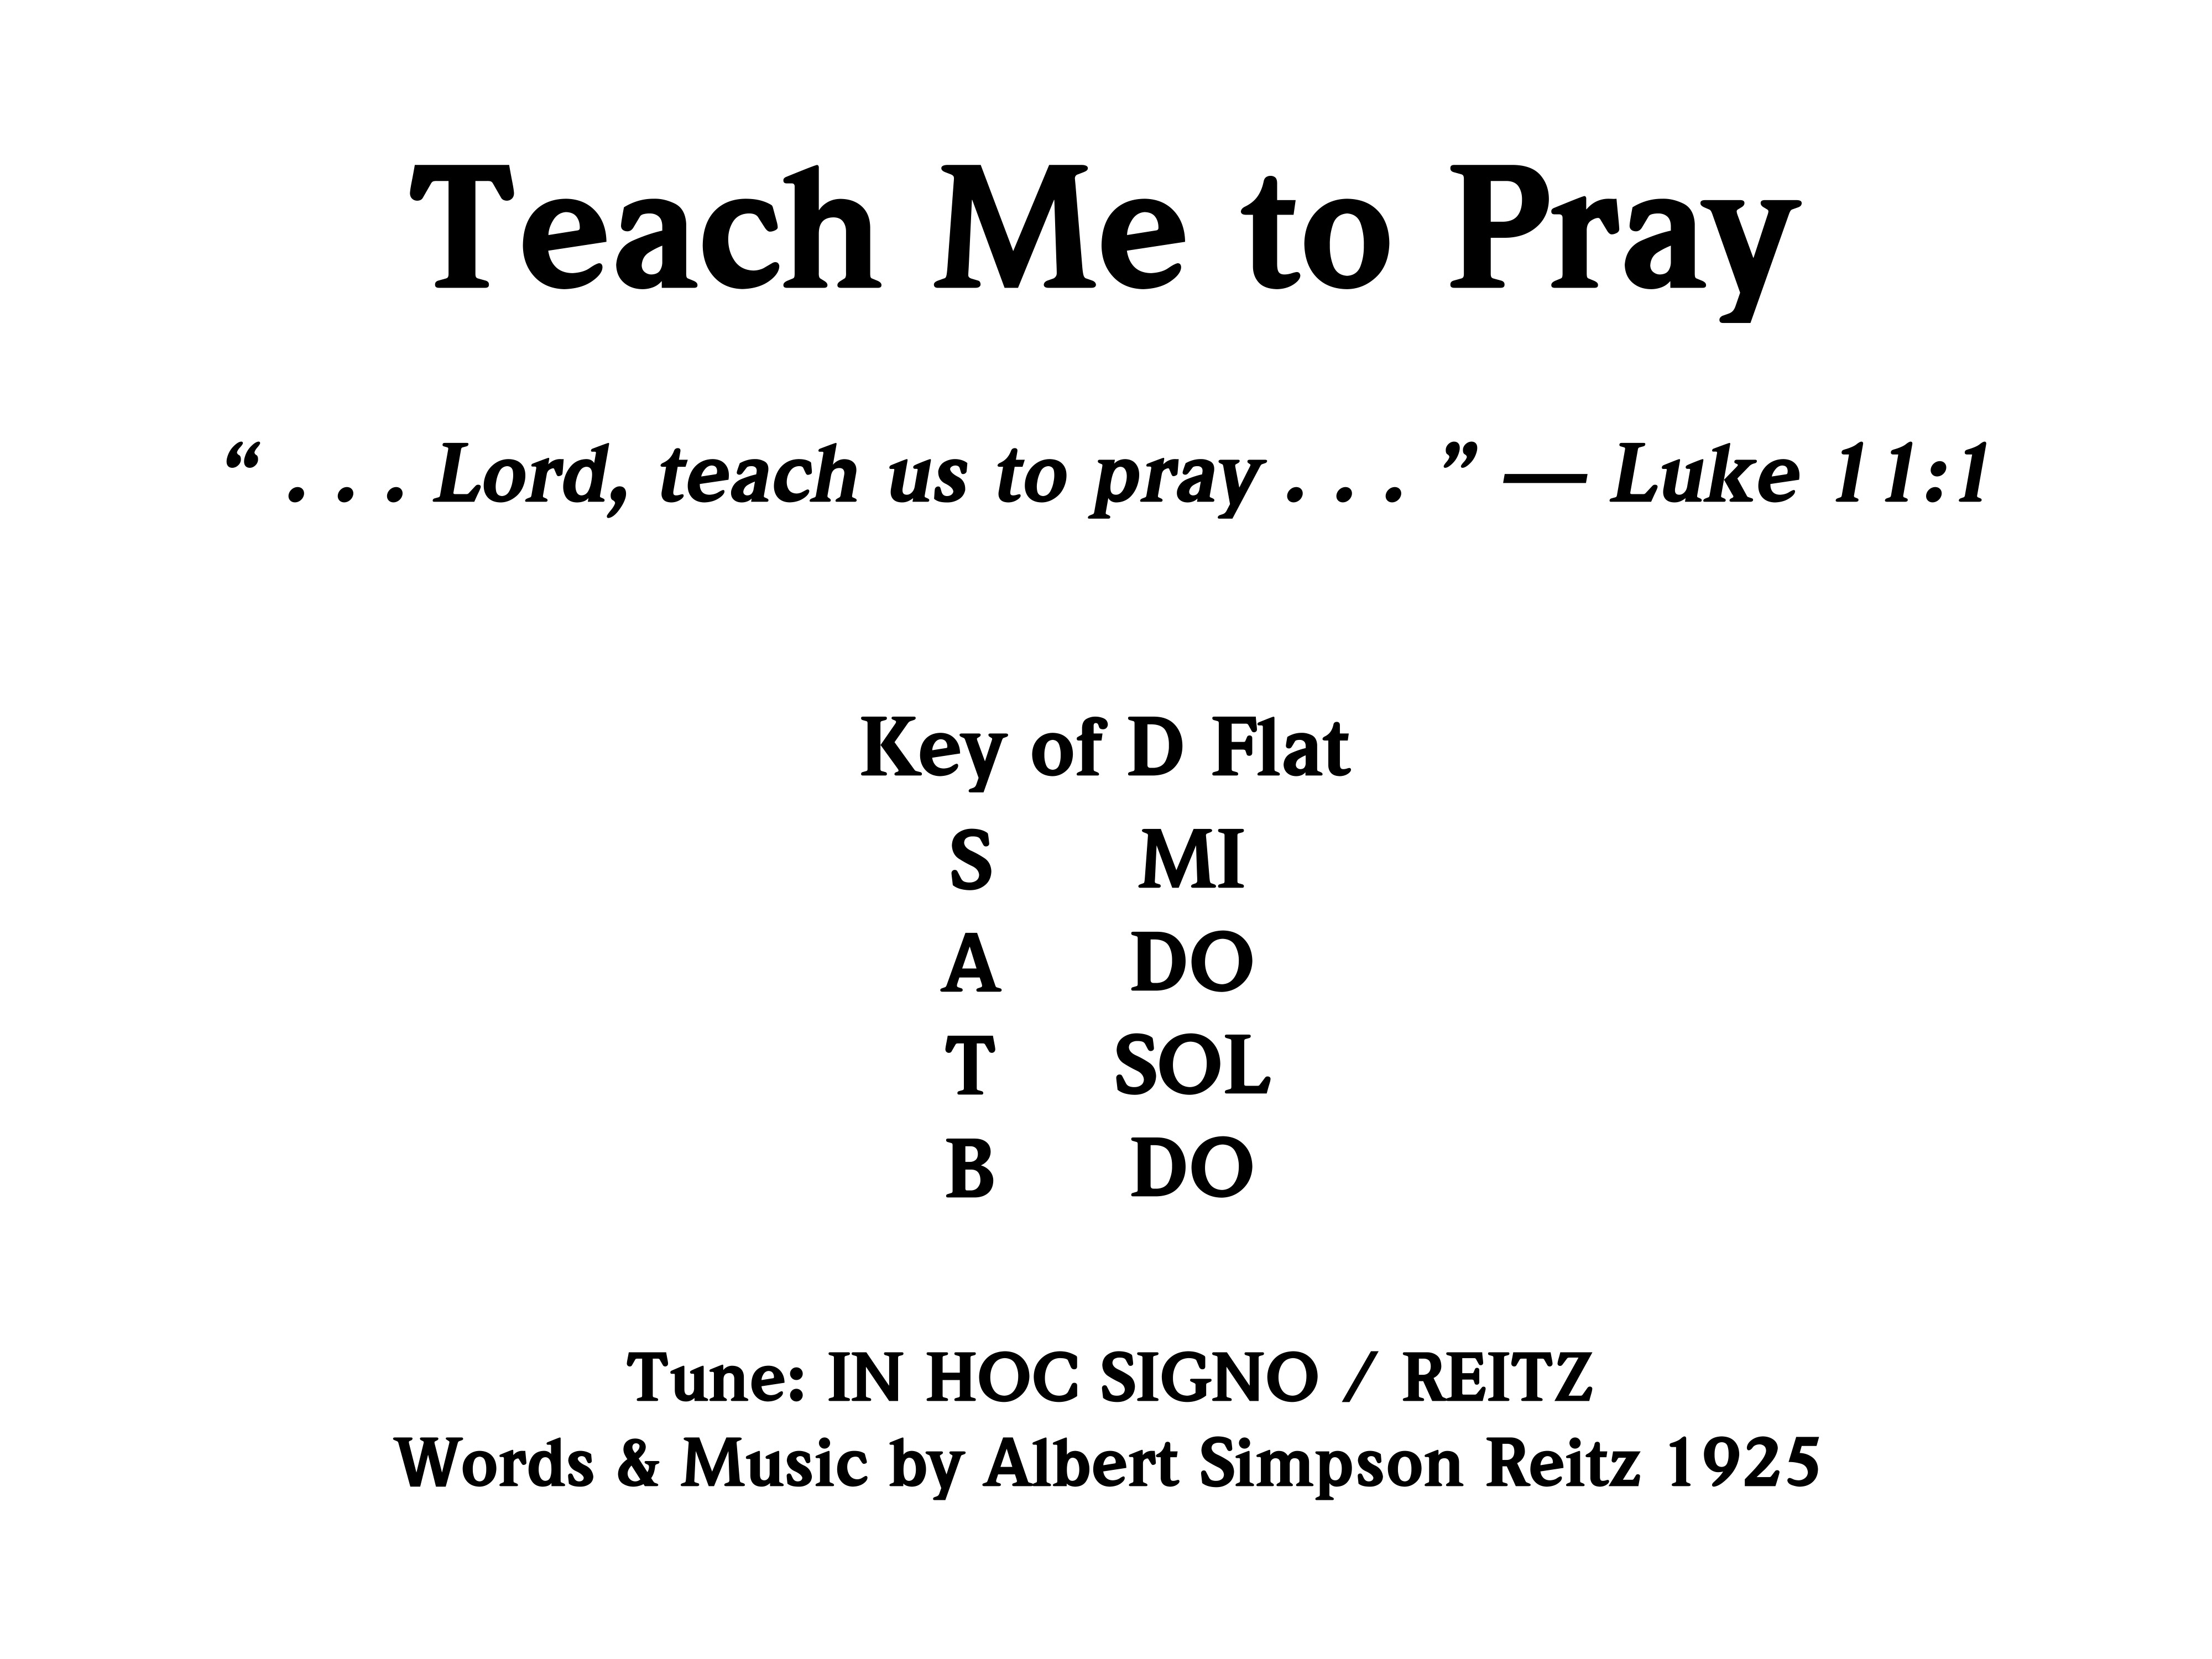 Teach Me to Pray
“ . . . Lord, teach us to pray . . . ” — Luke 11:1
Key of D Flat
S MI
A DO
T SOL
B DO
Tune: IN HOC SIGNO / REITZ
Words & Music by Albert Simpson Reitz 1925